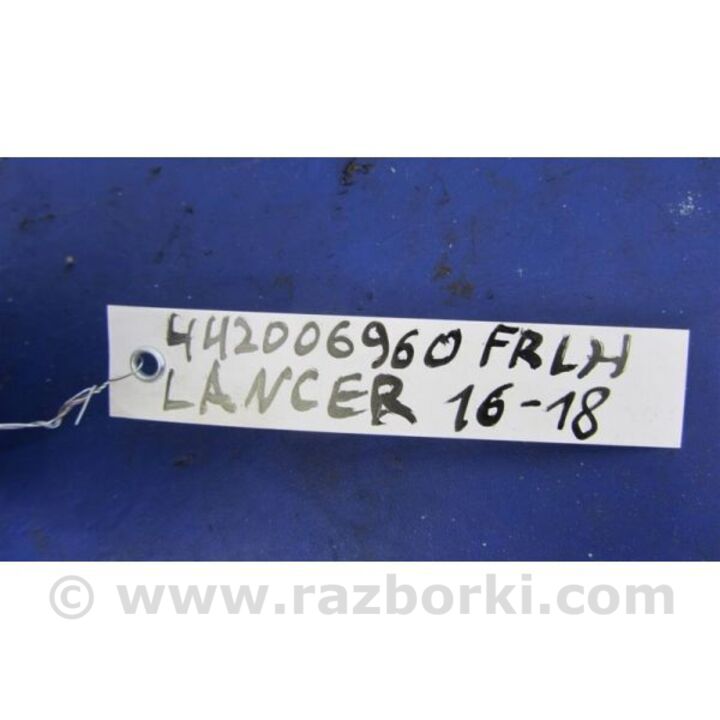 442006960 FRLH
LANCER 16-18
© www.razborki.com